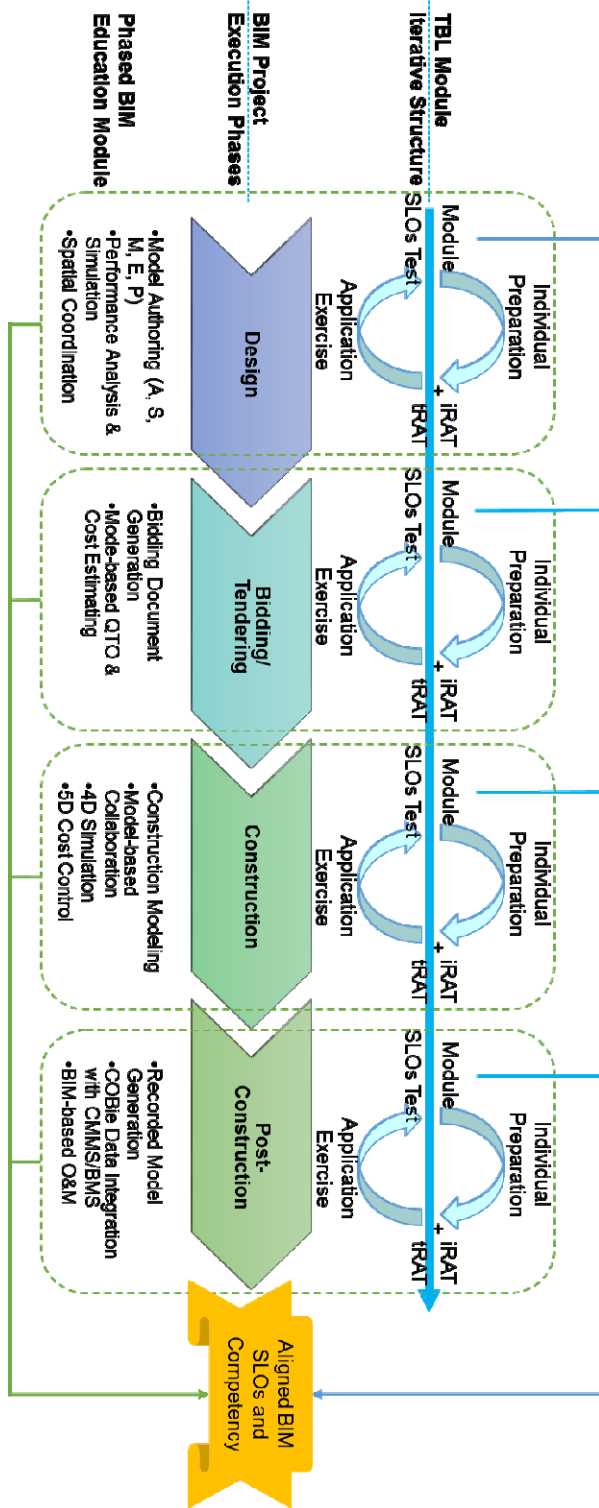 TBL Module
Iterative Structure
Individual
Preparation
Module
SLOs Test
+ iRAT
tRAT
Application
Exercise
Individual
Preparation
Module
SLOs Test
+ iRAT
tRAT
Application
Exercise
Individual
Preparation
Module
SLOs Test
+ iRAT
tRAT
Application
Exercise
Individual
Preparation
Module
SLOs Test
+ iRAT
tRAT
Application
Exercise
BIM Project
Execution Phases
Design
Bidding/
Tendering
Construction
Post-
Construction
Aligned BIM
SLOs and
Competency
Phased BIM
Education Module
•Model Authoring (A, S,
M, E, P)
•Performance Analysis &
Simulation
•Spatial Coordination
•Bidding Document
Generation
•Mode-based QTO &
Cost Estimating
•Construction Modeling
•Model-based
Collaboration
•4D Simulation
•5D Cost Control
•Recorded Model
Generation
•COBie Data Integration
with CMMS/BMS
•BIM-based O&M